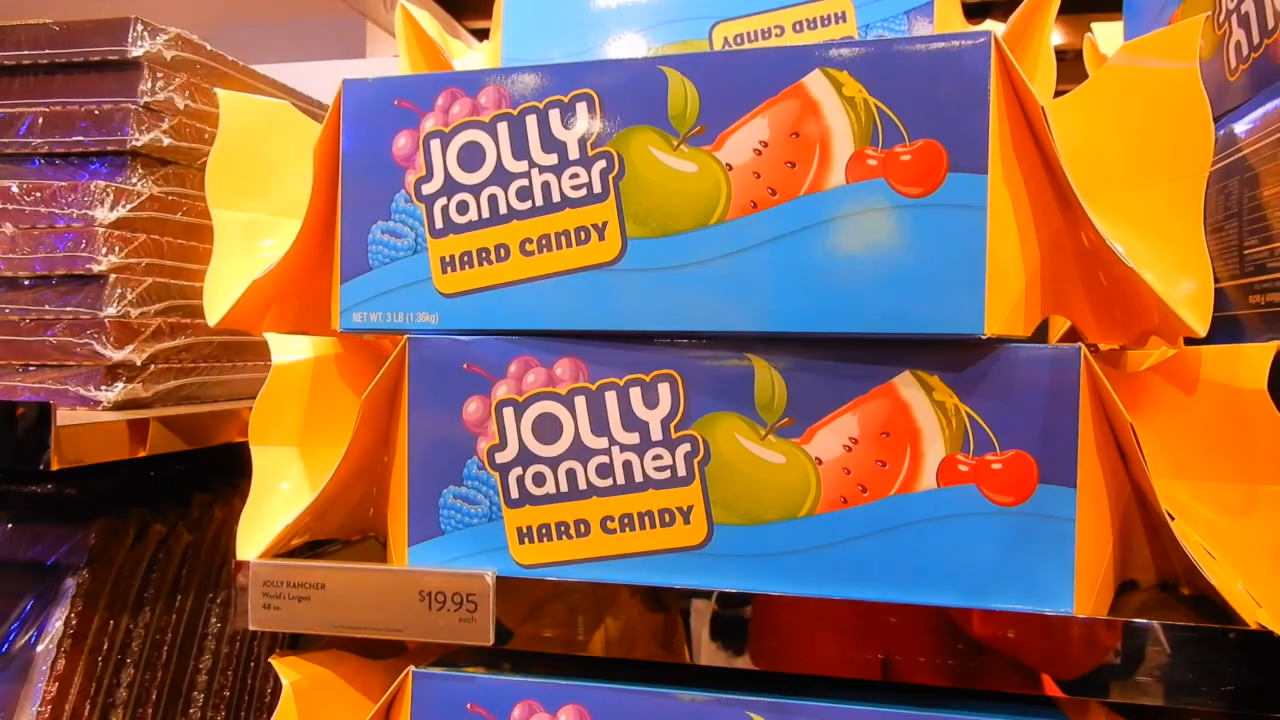 HARD CANDY
JOLLY
rancher
HARD CANDY
NET WT. 3 LB (1.36kg)
JOLLY
rancher
HARD CANDY
JOLLY RANCHER
World's Largest
48 oz.
$19.95
each